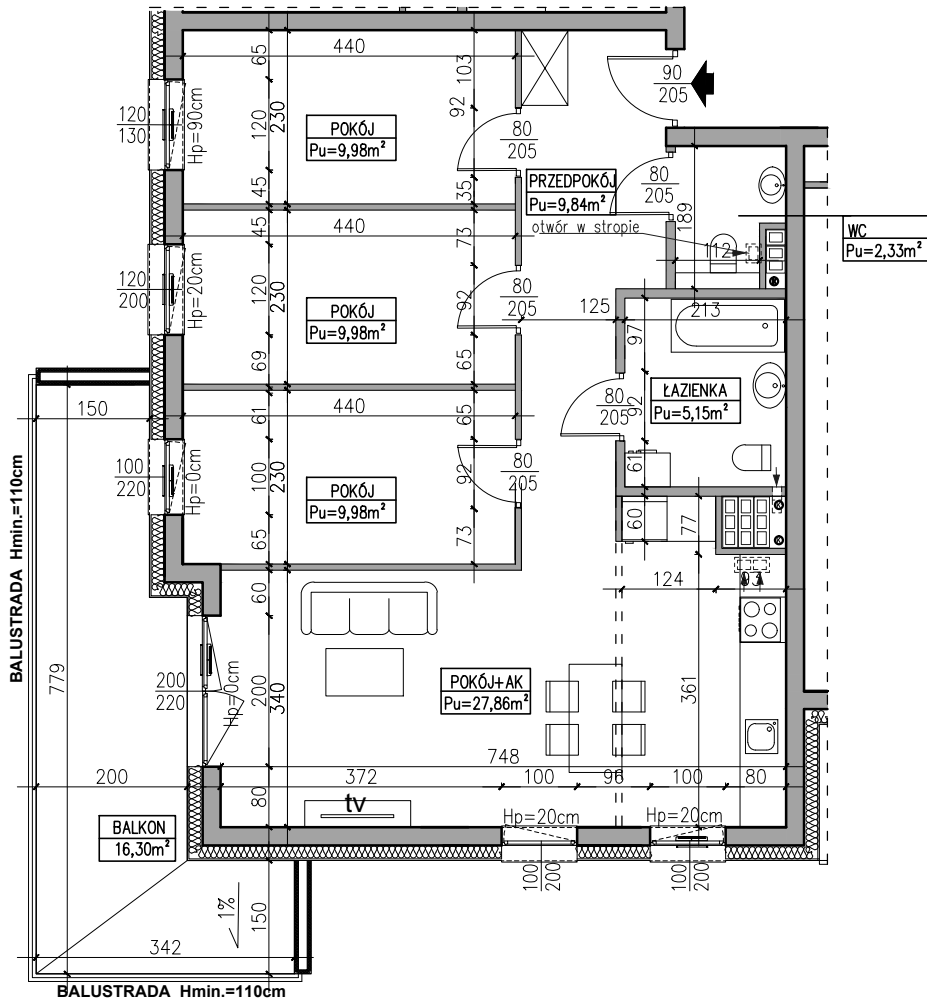 65
440
103
90
205
120
130
Hp=90cm
120
230
92
80
205
POKÓJ
Pu=9,98m²
PRZEDPOKÓJ
Pu=9,84m²
80
205
189
45
35
otwór w stropie
112
WC
Pu=2,33m²
45
440
73
120
200
Hp=20cm
120
230
92
80
205
125
213
97
POKÓJ
Pu=9,98m²
69
65
ŁAZIENKA
Pu=5,15m²
80
205
92
150
61
440
65
100
220
Hp=0cm
100
230
92
80
205
61
POKÓJ
Pu=9,98m²
65
73
60
77
BALUSTRADA Hmin.=110cm
60
124
93
779
200
220
Hp=0cm
200
340
POKÓJ+AK
Pu=27,86m²
361
748
200
372
100
96
100
80
80
tv
Hp=20cm
Hp=20cm
BALKON
16,30m²
100
200
100
200
1%
150
342
BALUSTRADA Hmin.=110cm